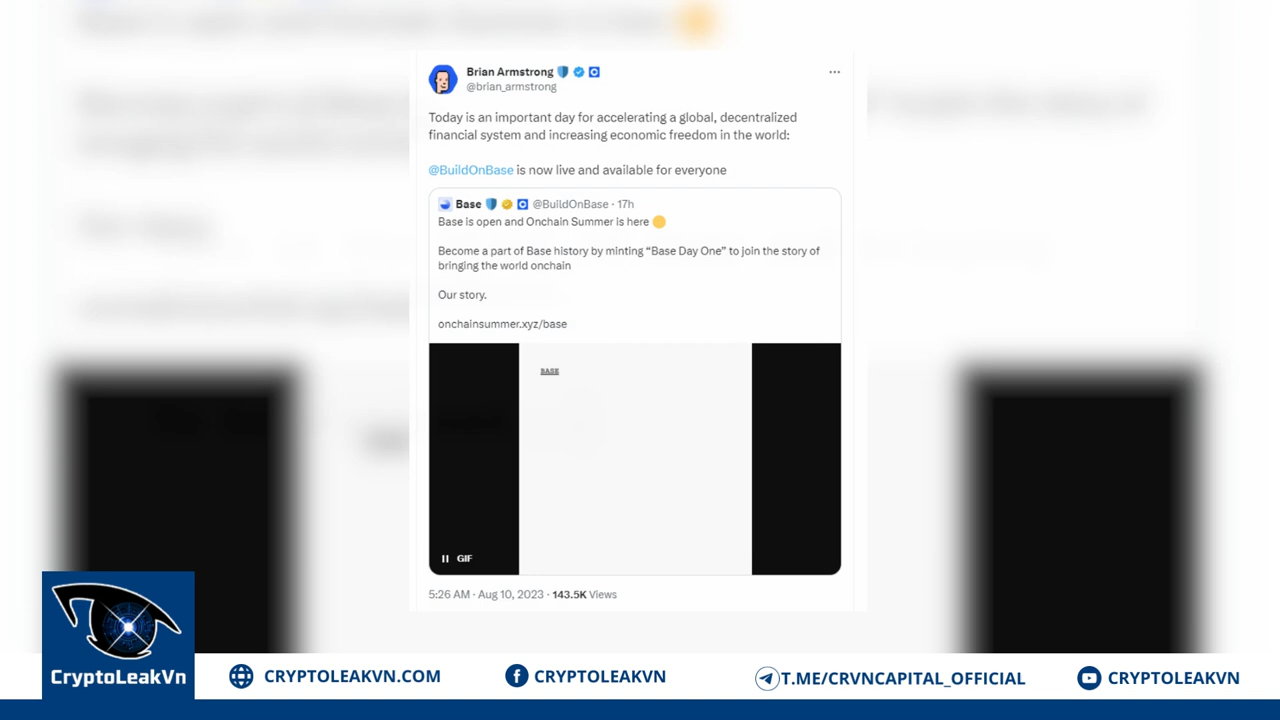 Brian Armstrong
@brian_armstrong
Today is an important day for accelerating a global, decentralized
financial system and increasing economic freedom in the world:
@BuildOnBase is now live and available for everyone
Base @BuildOnBase · 17h
Base is open and Onchain Summer is here
Become a part of Base history by minting “Base Day One” to join the story of
bringing the world onchain
Our story.
onchainsummer.xyz/base
BASE
GIF
5:26 AM · Aug 10, 2023 · 143.5K Views
CryptoLeakVn
CRYPTOLEAKVN.COM
CRYPTOLEAKVN
T.ME/CRVNCAPITAL_OFFICIAL
CRYPTOLEAKVN